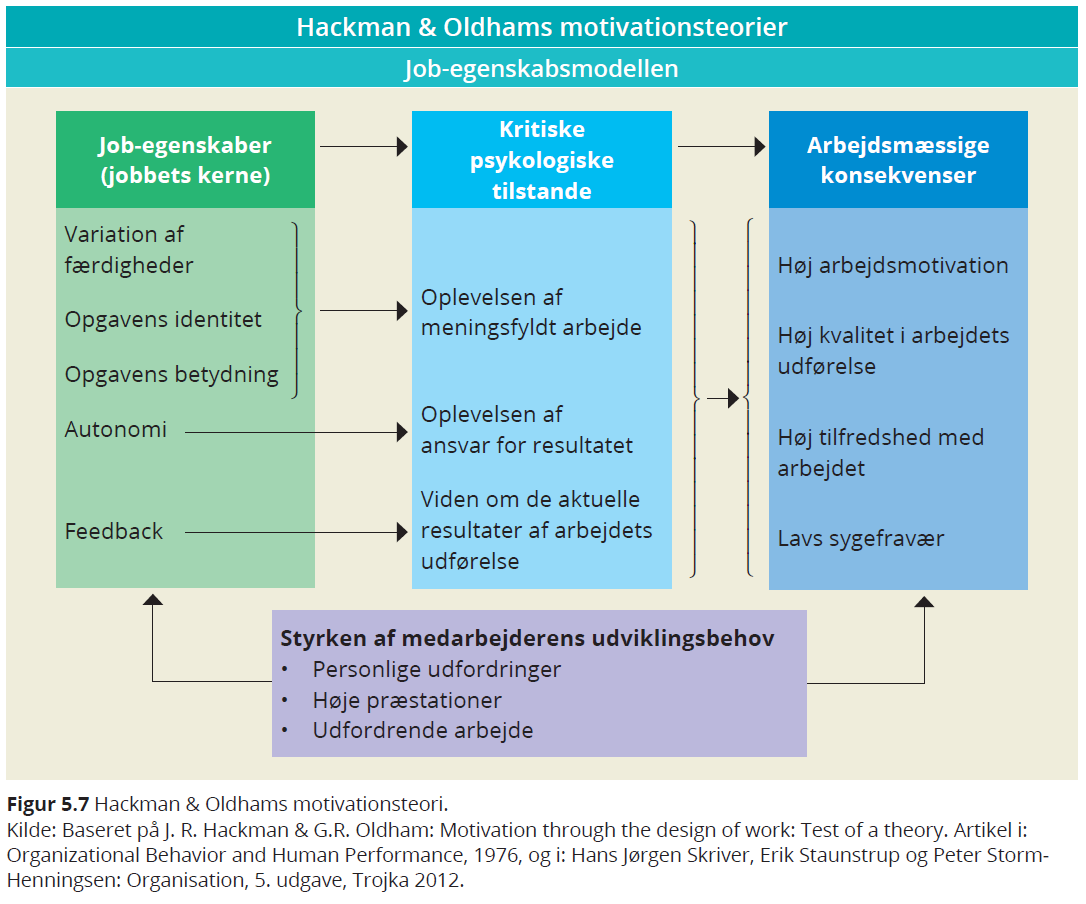 Hackman & Oldhams motivationsteorier
Job-egenskabsmodellen
Job-egenskaber
(jobbets kerne)
Variation af
færdigheder
Opgavens identitet
Opgavens betydning
Autonomi
Feedback
Kritiske
psykologiske
tilstande
Oplevelsen af
meningsfyldt arbejde
Oplevelsen af
ansvar for resultatet
Viden om de aktuelle
resultater af arbejdets
udførelse
Arbejdsmæssige
konsekvenser
Høj arbejdsmotivation
Høj kvalitet i arbejdets
udførelse
Høj tilfredshed med
arbejdet
Lavs sygefravær
Styrken af medarbejderens udviklingsbehov
• Personlige udfordringer
• Høje præstationer
• Udfordrende arbejde
Figur 5.7 Hackman & Oldhams motivationsteori.
Kilde: Baseret på J. R. Hackman & G.R. Oldham: Motivation through the design of work: Test of a theory. Artikel i:
Organizational Behavior and Human Performance, 1976, og i: Hans Jørgen Skriver, Erik Staunstrup og Peter Storm-
Henningsen: Organisation, 5. udgave, Trojka 2012.